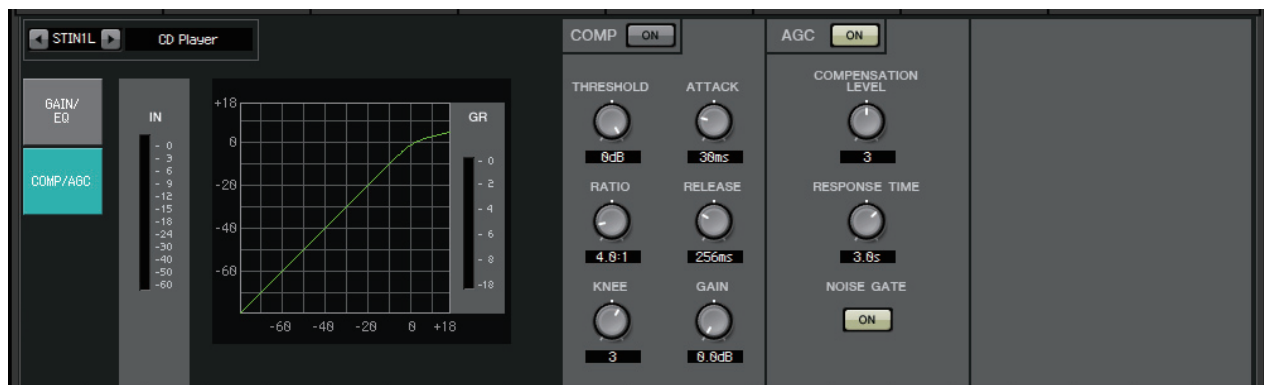 STIN1L
CD Player
COMP ON
AGC ON
GAIN/
EQ
COMP/AGC
IN
- 0
- 3
- 6
- 9
-12
-15
-18
-24
-30
-40
-50
-60
+18
0
-20
-40
-60
-60 -40 -20 0 +18
GR
- 0
- 2
- 4
- 6
- 8
-18
THRESHOLD ATTACK
0dB 30ms
RATIO RELEASE
4.0:1 256ms
KNEE GAIN
3 0.0dB
COMPENSATION
LEVEL
3
RESPONSE TIME
3.0s
NOISE GATE
ON